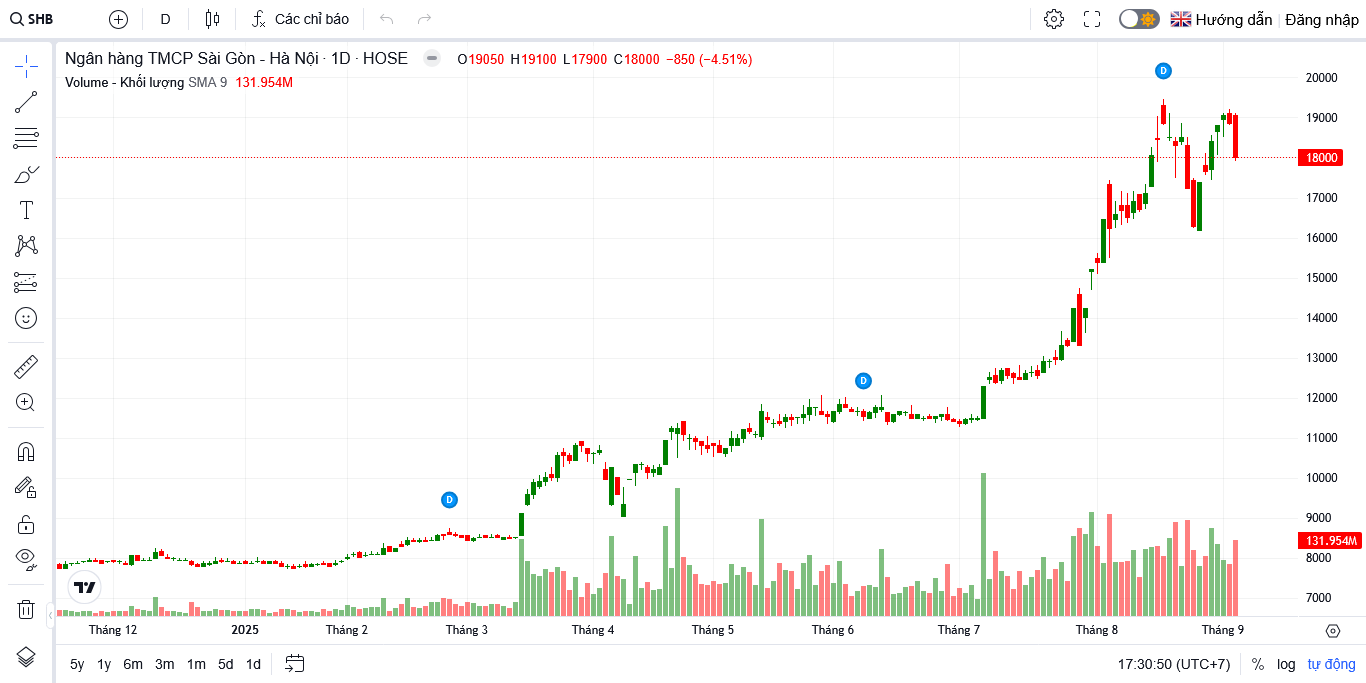 SHB D Các chỉ báo Hướng dẫn Đăng nhập
Ngân hàng TMCP Sài Gòn - Hà Nội · 1D · HOSE O19050 H19100 L17900 C18000 −850 (−4.51%)
Volume - Khối lượng SMA 9 131.954M
D
D
D
20000
19000
18000
17000
16000
15000
14000
13000
12000
11000
10000
9000
131.954M
8000
7000
Tháng 12 2025 Tháng 2 Tháng 3 Tháng 4 Tháng 5 Tháng 6 Tháng 7 Tháng 8 Tháng 9
5y 1y 6m 3m 1m 5d 1d 17:30:50 (UTC+7) % log tự động